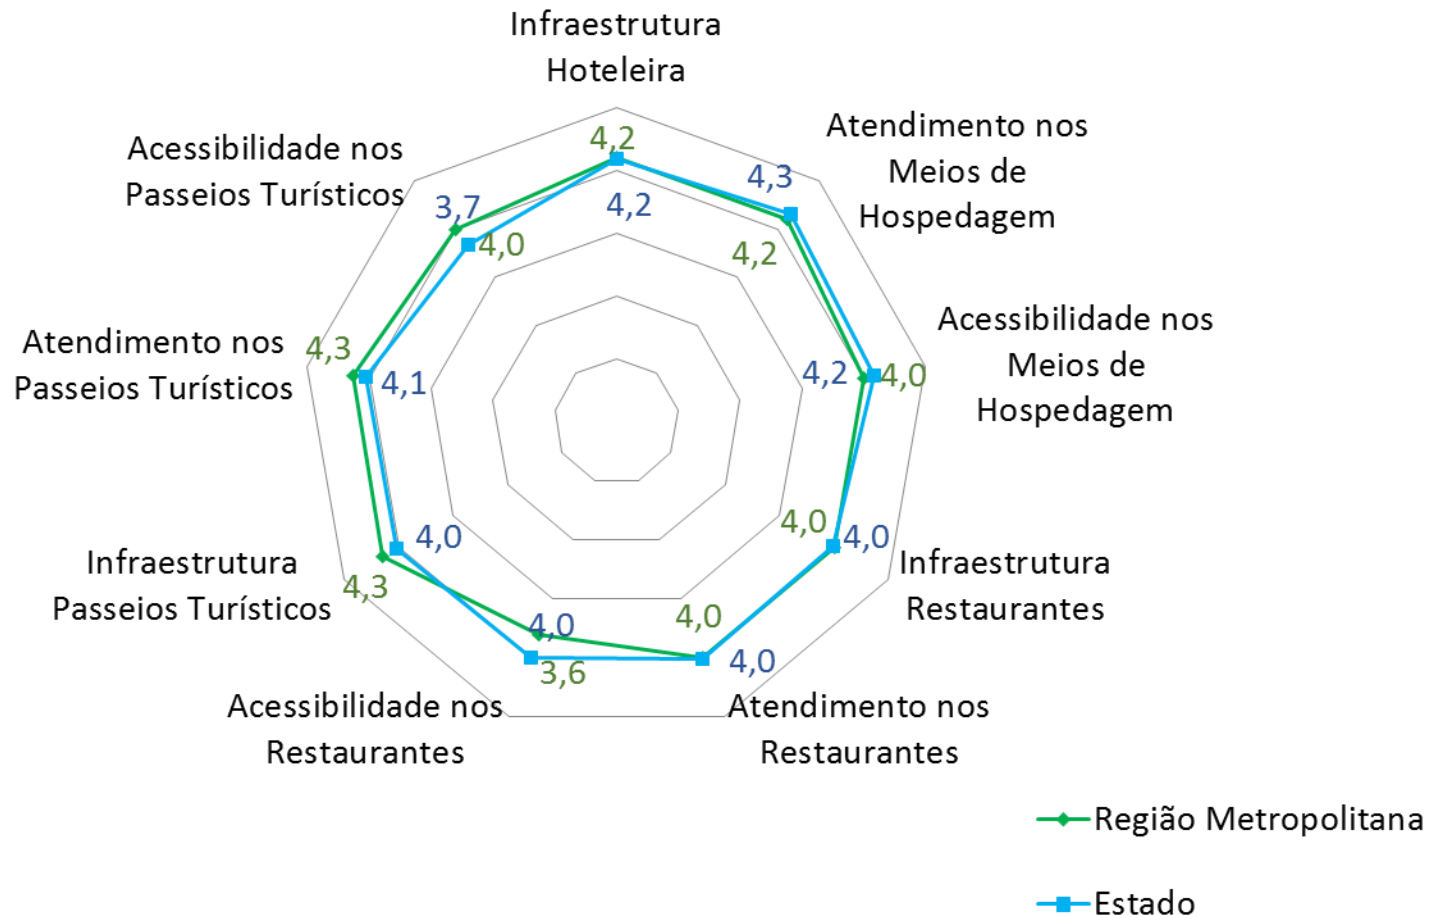 Infraestrutura
Hoteleira
Atendimento nos
Meios de
Hospedagem
Acessibilidade nos
Meios de
Hospedagem
Infraestrutura
Restaurantes
Atendimento nos
Restaurantes
Acessibilidade nos
Restaurantes
Infraestrutura
Passeios Turísticos
Atendimento nos
Passeios Turísticos
Acessibilidade nos
Passeios Turísticos
4,2
4,2
4,3
4,2
4,2
4,0
4,0
4,0
4,0
4,0
4,0
3,6
4,0
4,3
4,3
4,1
3,7
4,0
Região Metropolitana
Estado